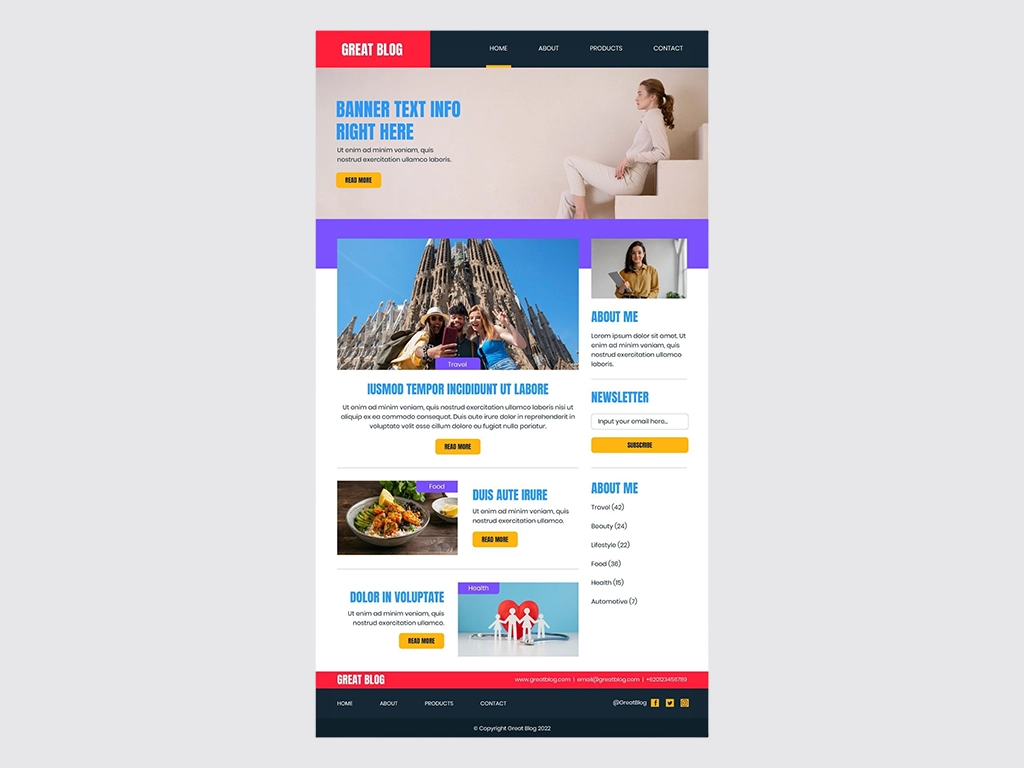 GREAT BLOG
HOME ABOUT PRODUCTS CONTACT
BANNER TEXT INFO
RIGHT HERE
Ut enim ad minim veniam, quis
nostrud exercitation ullamco laboris.
READ MORE
Travel
IUSMOD TEMPOR INCIDIDUNT UT LABORE
Ut enim ad minim veniam, quis nostrud exercitation ullamco laboris nisi ut
aliquip ex ea commodo consequat. Duis aute irure dolor in reprehenderit in
voluptate velit esse cillum dolore eu fugiat nulla pariatur.
READ MORE
Food
DUIS AUTE IRURE
Ut enim ad minim veniam, quis
nostrud exercitation ullamco.
READ MORE
DOLOR IN VOLUPTATE
Ut enim ad minim veniam, quis
nostrud exercitation ullamco.
READ MORE
Health
ABOUT ME
Lorem ipsum dolor sit amet. Ut
enim ad minim veniam, quis
nostrud exercitation ullamco
laboris.
NEWSLETTER
Input your email here...
SUBSCRIBE
ABOUT ME
Travel (42)
Beauty (24)
Lifestyle (22)
Food (36)
Health (15)
Automotive (7)
GREAT BLOG
www.greatblog.com | email@greatblog.com | +620123456789
HOME ABOUT PRODUCTS CONTACT
@GreatBlog
© Copyright Great Blog 2022